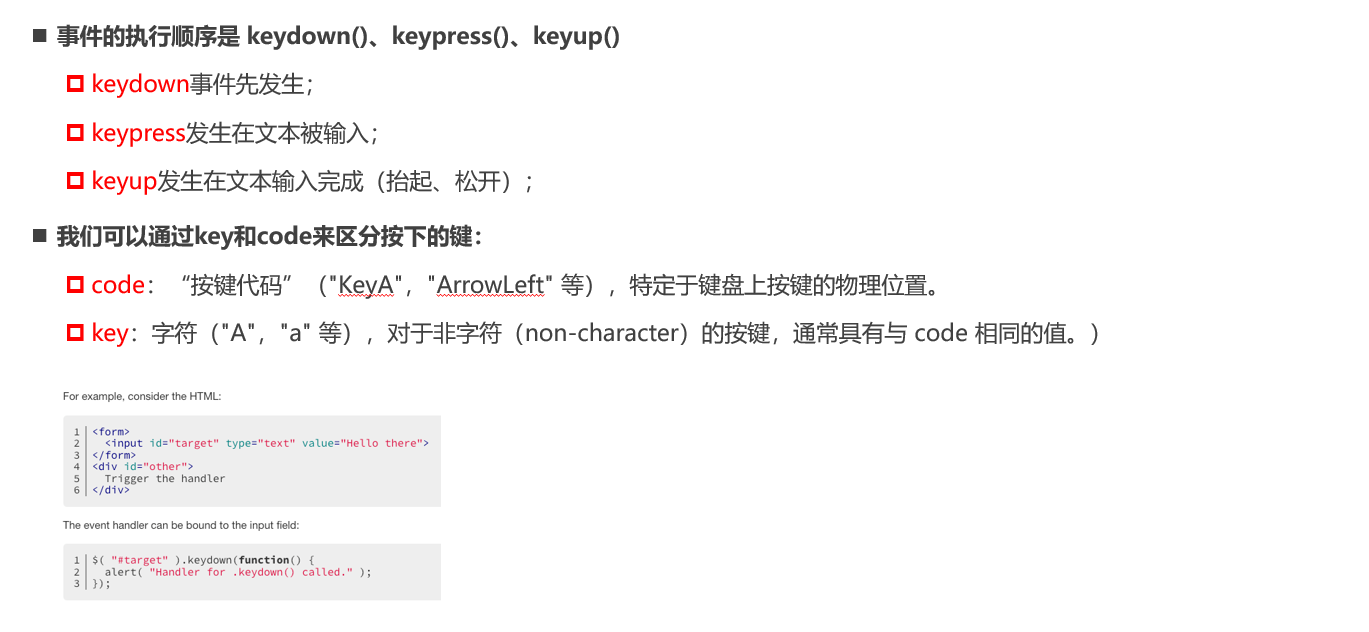 事件的执行顺序是 keydown()、keypress()、keyup()
keydown事件先发生；
keypress发生在文本被输入；
keyup发生在文本输入完成（抬起、松开）；
我们可以通过key和code来区分按下的键：
code：“按键代码”（"KeyA"，"ArrowLeft" 等），特定于键盘上按键的物理位置。
key：字符（"A"，"a" 等），对于非字符（non-character）的按键，通常具有与 code 相同的值。）
For example, consider the HTML:
1 <form>
2   <input id="target" type="text" value="Hello there">
3 </form>
4 <div id="other">
5   Trigger the handler
6 </div>
The event handler can be bound to the input field:
1 $( "#target" ).keydown(function() {
2   alert( "Handler for .keydown() called." );
3 });